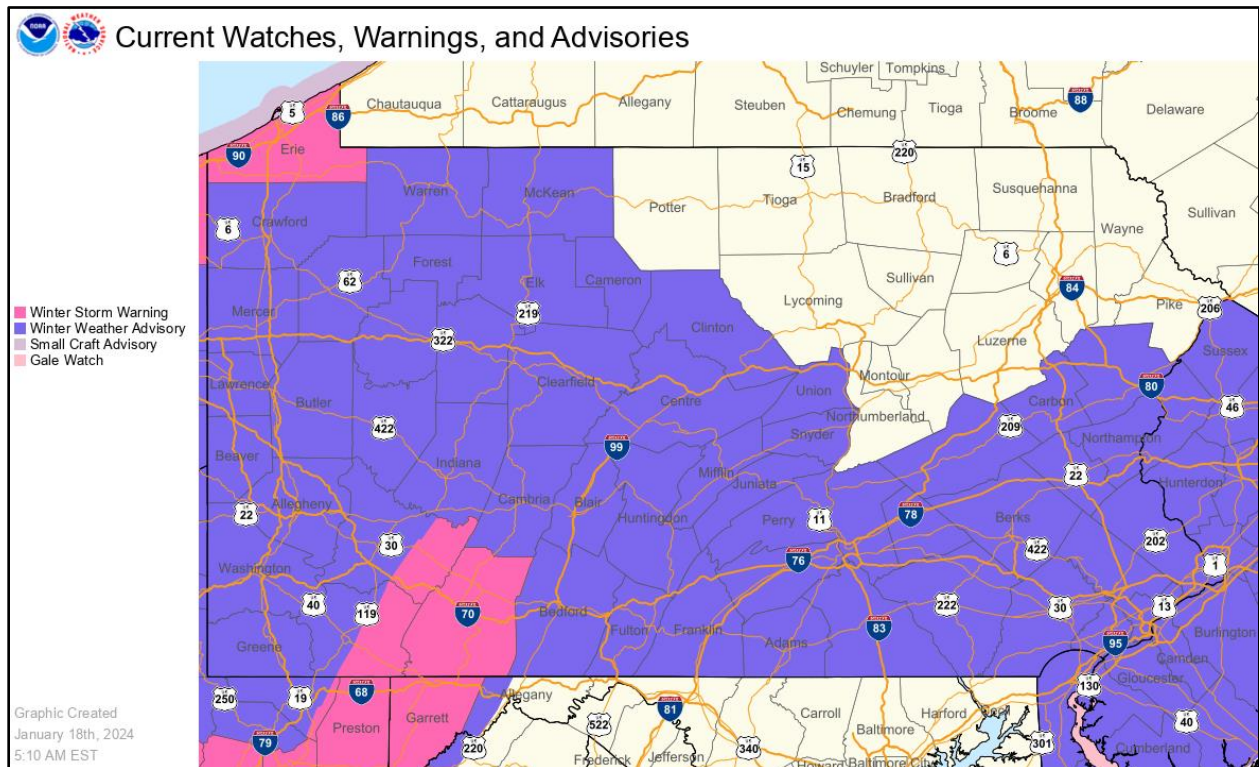 Current Watches, Warnings, and Advisories
Schuyler Tompkins
Chautauqua Cattaraugus Allegany Steuben Chemung Tioga Broome 88 Delaware
5 86
90 Erie
220
15
Warren McKean Potter Tioga Bradford Susquehanna
Crawford Wayne Sullivan
6
Forest 6
62 Elk Cameron Sullivan 84
Winter Storm Warning
Winter Weather Advisory
Small Craft Advisory
Gale Watch
Mercer 219 Clinton Lycoming Pike 206
322 Luzerne
Sussex
Lawrence Clearfield Montour 80
Butler Centre Union Carbon 46
422 Northumberland 209
99 Snyder Northampton
Beaver Indiana Mifflin 22
Juniata Hunterdon
Allegheny Cambria Blair
22 Huntingdon Perry 11 78 Berks
30 202
76 422
Washington 1
40 119 70 Bedford 222 30 13
Fulton Franklin Adams 83 Burlington
Greene 95
Camden
Gloucester
250 19 68 Allegany 130
Preston Garrett 81 Carroll Harford Cecil 40
79 220 522 340 Baltimore 301 Cumberland
Frederick Jefferson Howard Baltimore City
Graphic Created
January 18th, 2024
5:10 AM EST